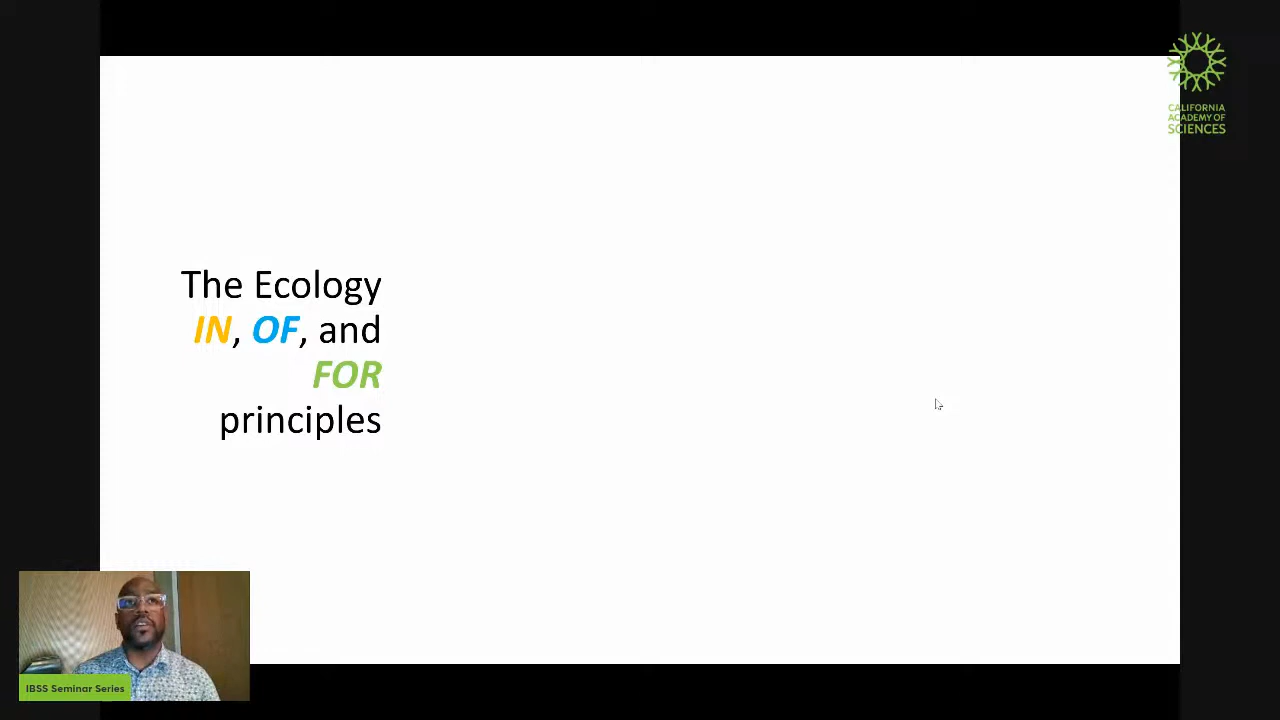 CALIFORNIA
ACADEMY OF
SCIENCES
The Ecology
IN, OF, and
FOR
principles
IBSS Seminar Series